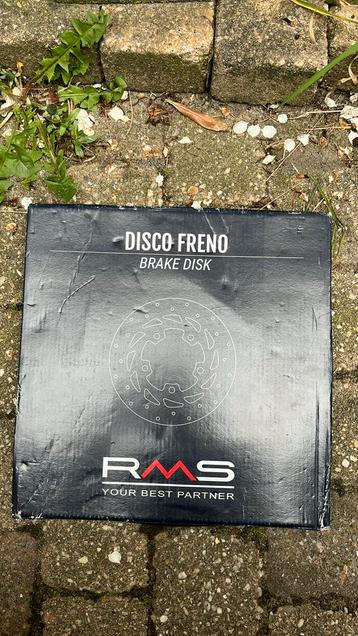 DISCO FRENO
BRAKE DISK
RMS
YOUR BEST PARTNER